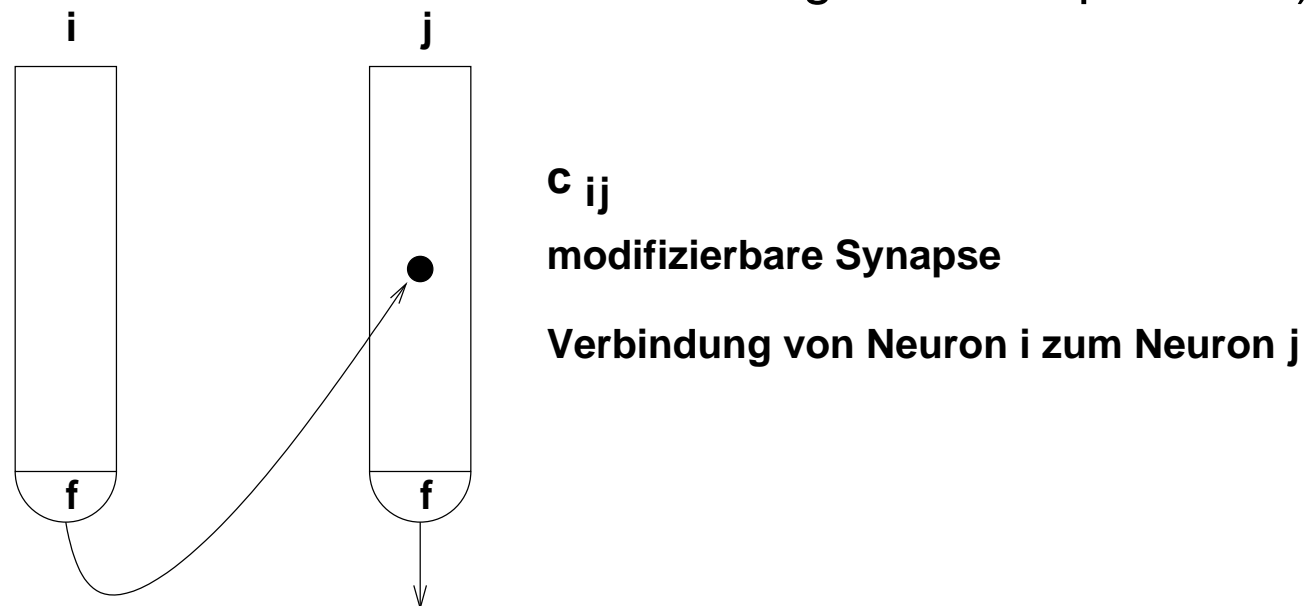 i j
c ij
modifizierbare Synapse
Verbindung von Neuron i zum Neuron j
f f